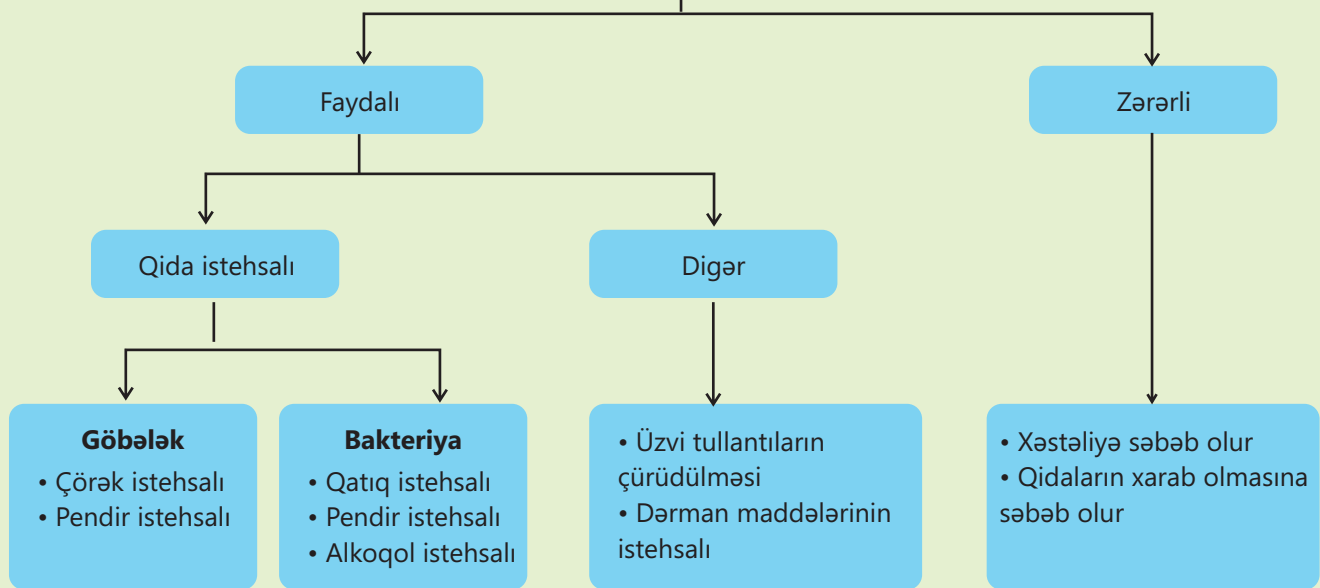 Faydalı
Zərərli
Qida istehsalı
Digər
Göbələk
• Çörək istehsalı
• Pendir istehsalı
Bakteriya
• Qatıq istehsalı
• Pendir istehsalı
• Alkoqol istehsalı
• Üzvi tullantıların
çürüdülməsi
• Dərman maddələrinin
istehsalı
• Xəstəliyə səbəb olur
• Qidaların xarab olmasına
səbəb olur